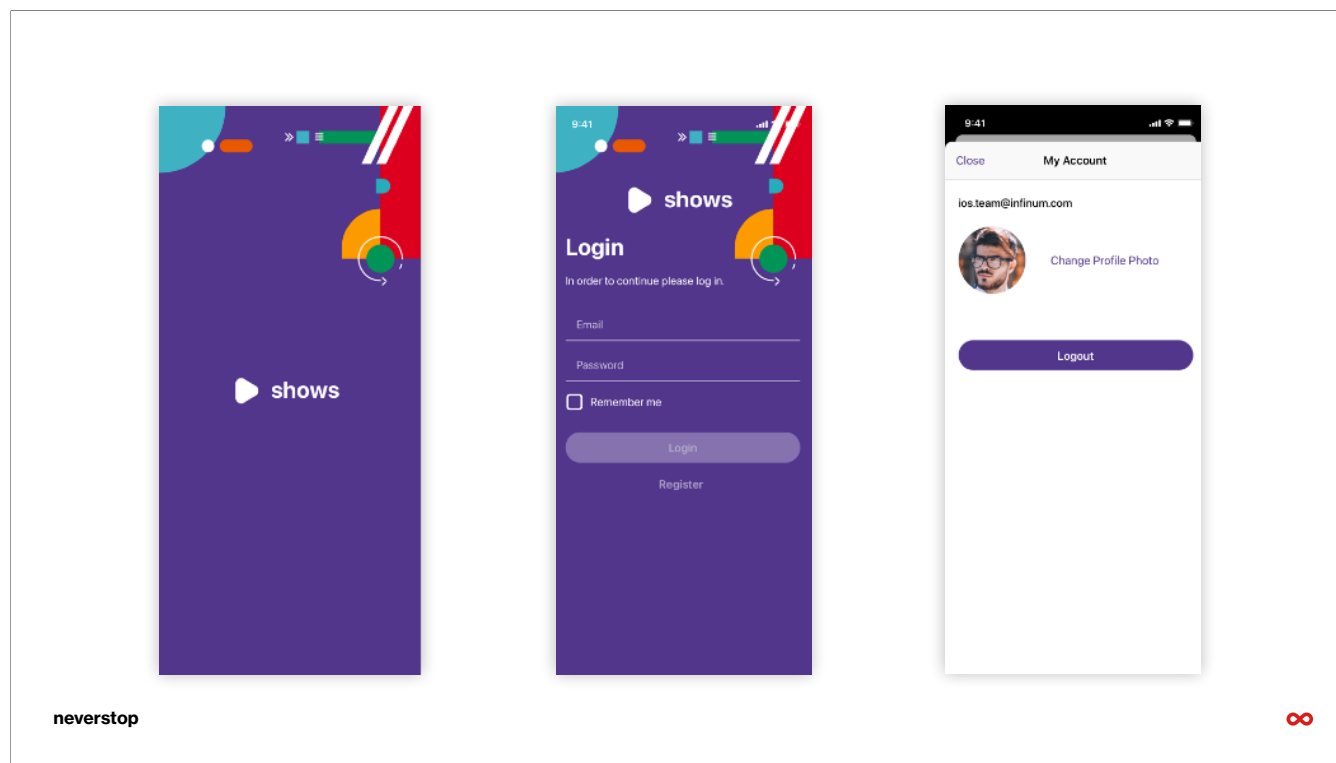 shows
9:41
shows
Login
In order to continue please log in.
Email
Password
Remember me
Login
Register
9:41
Close
My Account
ios.team@infinum.com
Change Profile Photo
Logout
neverstop